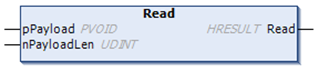 Read
pPayload PVOID HRESULT Read
nPayloadLen UDINT